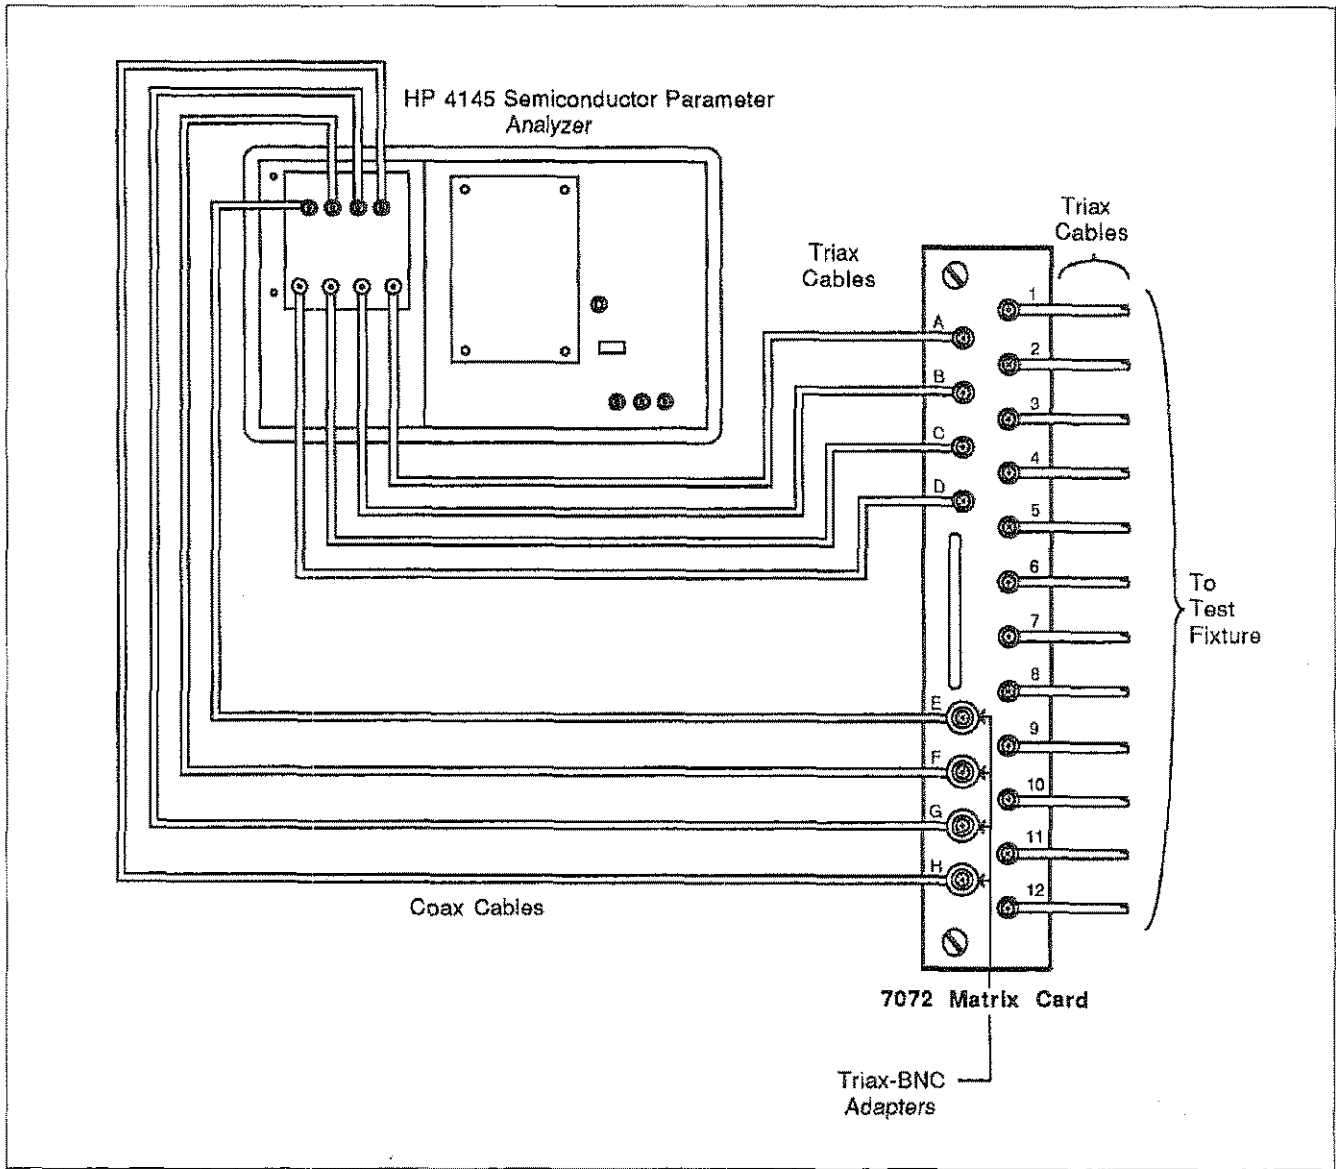 HP 4145 Semiconductor Parameter
Analyzer
Triax
Cables
Triax
Cables
A
B
C
D
E
F
G
H
1
2
3
4
5
6
7
8
9
10
11
12
To
Test
Fixture
Coax Cables
7072 Matrix Card
Triax-BNC
Adapters